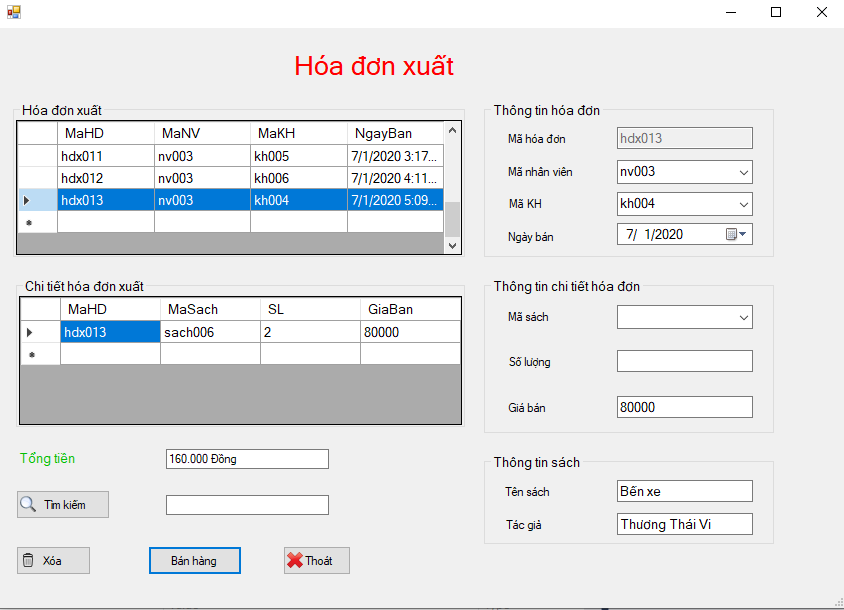 Hóa đơn xuất
Hóa đơn xuất
MaHD MaNV MaKH NgayBan
hdx011 nv003 kh005 7/1/2020 3:17...
hdx012 nv003 kh006 7/1/2020 4:11...
hdx013 nv003 kh004 7/1/2020 5:09...
Thông tin hóa đơn
Mã hóa đơn hdx013
Mã nhân viên nv003
Mã KH kh004
Ngày bán 7/ 1/2020
Chi tiết hóa đơn xuất
MaHD MaSach SL GiaBan
hdx013 sach006 2 80000
Thông tin chi tiết hóa đơn
Mã sách
Số lượng
Giá bán 80000
Tổng tiền 160.000 Đồng
Tìm kiếm
Thông tin sách
Tên sách Bến xe
Tác giả Thương Thái Vi
Xóa Bán hàng Thoát